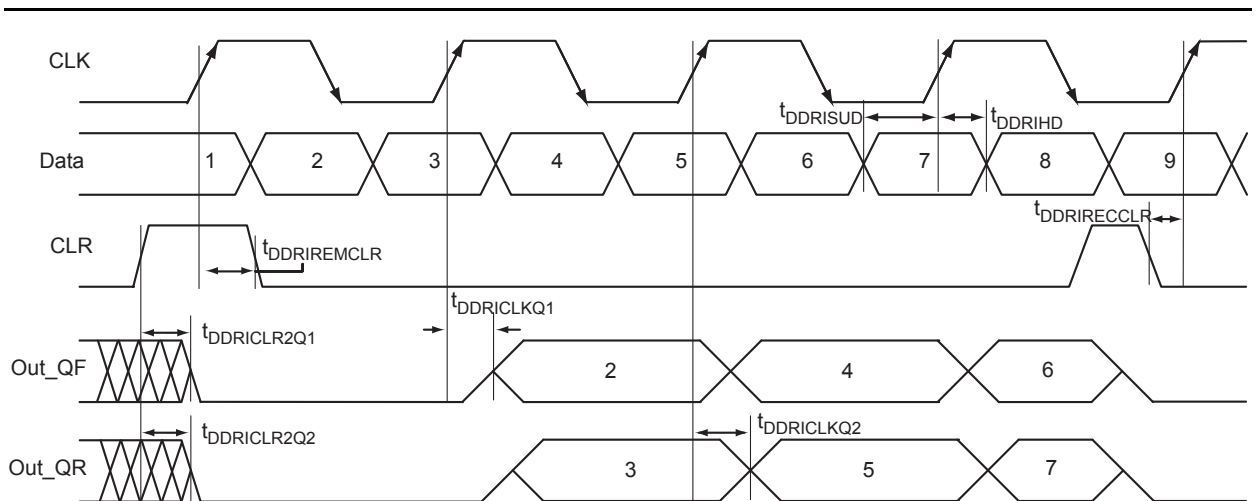 CLK
tDDRISUD tDDRIHD
Data 1 2 3 4 5 6 7 8 9
tDDRIRECCLR
CLR
tDDRIREMCLR
tDDRICLKQ1
tDDRICLR2Q1
Out_QF 2 4 6
tDDRICLR2Q2 tDDRICLKQ2
Out_QR 3 5 7